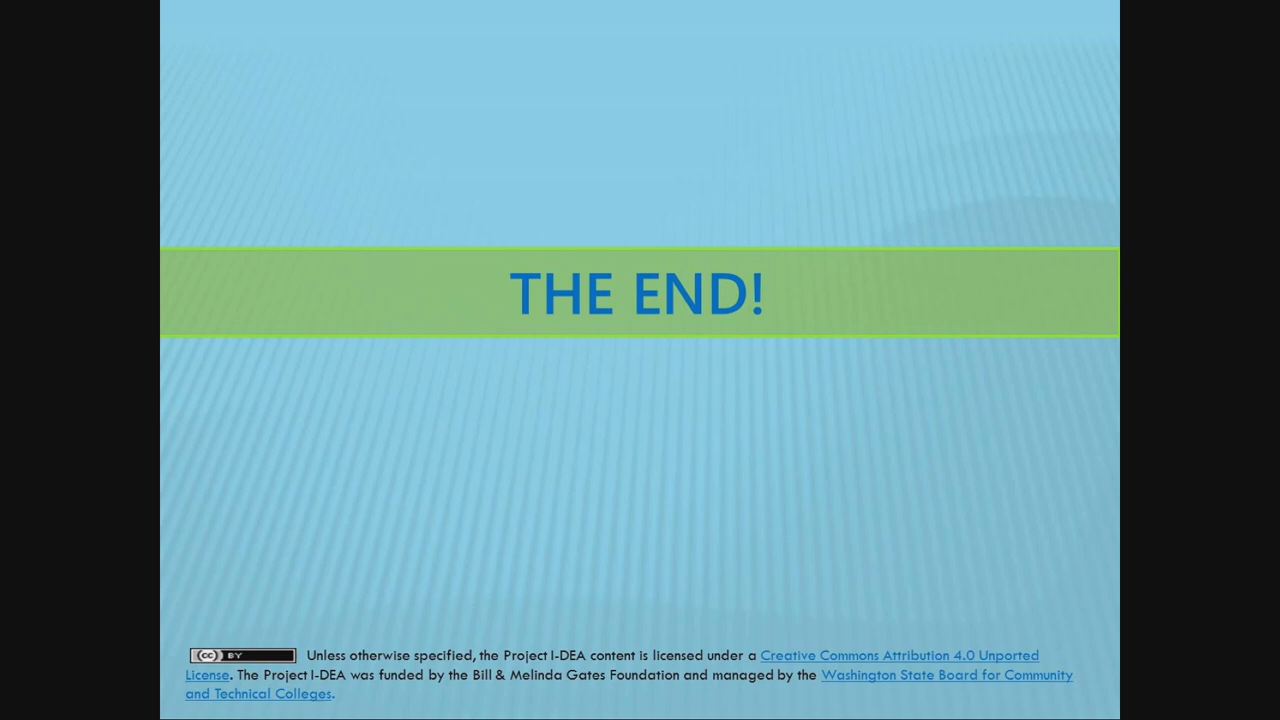 THE END!
cc BY Unless otherwise specified, the Project I-DEA content is licensed under a Creative Commons Attribution 4.0 Unported
License. The Project I-DEA was funded by the Bill & Melinda Gates Foundation and managed by the Washington State Board for Community
and Technical Colleges.